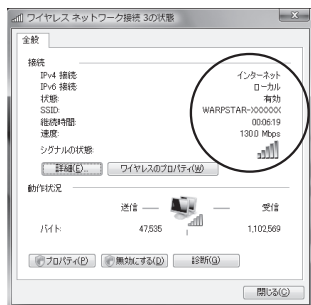 ワイヤレス ネットワーク接続 3の状態
全般
接続
IPv4 接続: インターネット
IPv6 接続: ローカル
状態: 有効
SSID: WARPSTAR-XXXXXX
継続時間: 00:06:19
速度: 130.0 Mbps
シグナルの状態:
詳細(E)... ワイヤレスのプロパティ(W)
動作状況
送信 受信
バイト: 47,535 1,102,569
プロパティ(P) 無効にする(D) 診断(G)
閉じる(C)